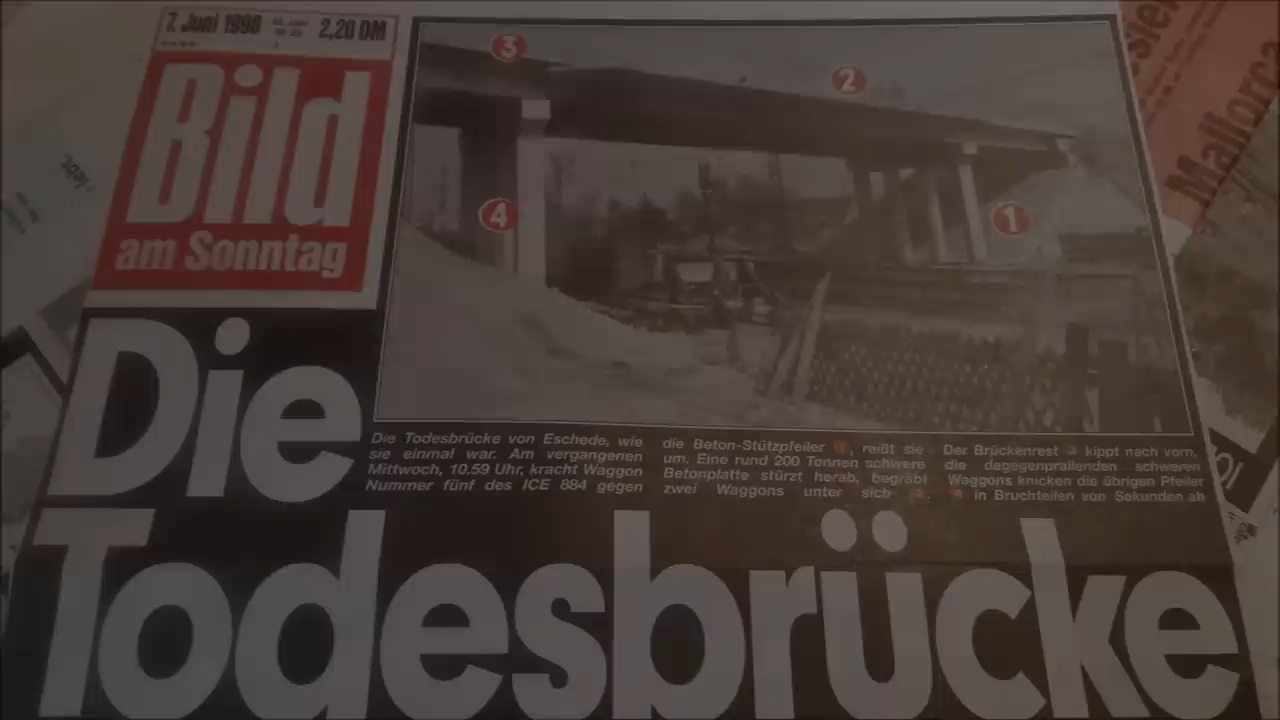 7. Juni 1998
2,20 DM
Bild
am Sonntag
3
2
4
1
Die
Die Todesbrücke von Eschede, wie
sie einmal war. Am vergangenen
Mittwoch, 10.59 Uhr, kracht Waggon
Nummer fünf des ICE 884 gegen
die Beton-Stützpfeiler 1, reißt sie
um. Eine rund 200 Tonnen schwere
Betonplatte stürzt herab, begräbt
zwei Waggons unter sich
Der Brückenrest kippt nach vorn,
die dagegenprallenden schweren
Waggons knicken die übrigen Pfeiler
in Bruchteilen von Sekunden ab
Todesbrücke
Mallorca